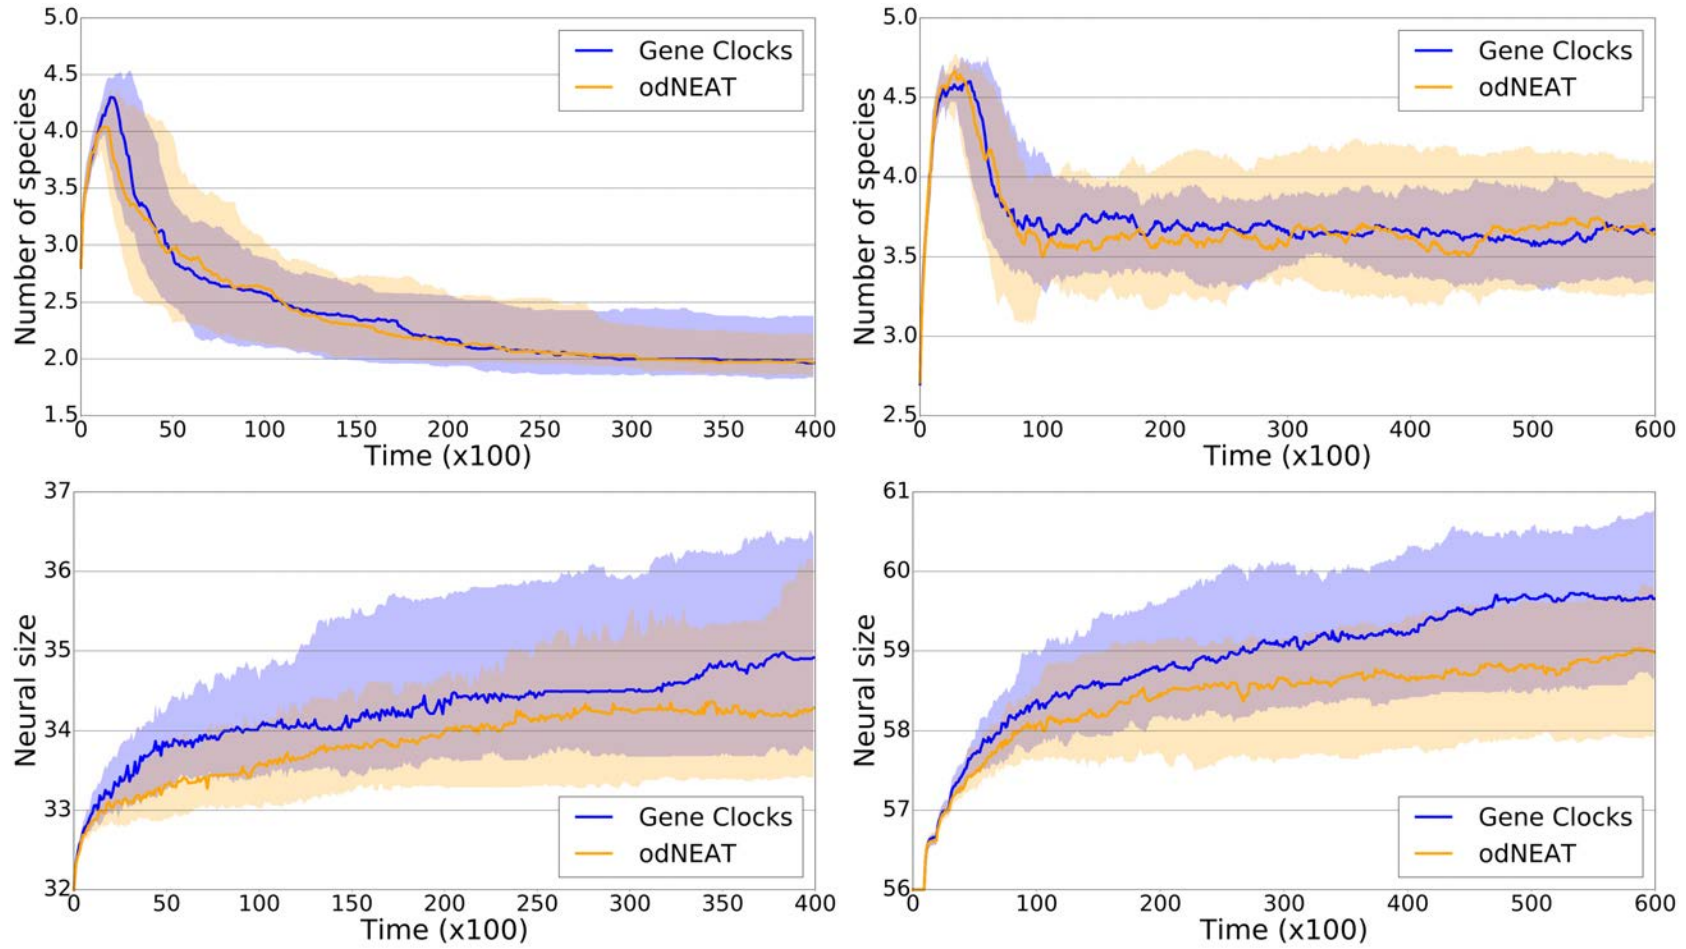 5.0
4.5
4.0
3.5
3.0
2.5
2.0
1.5
Number of species
Gene Clocks
odNEAT
0 50 100 150 200 250 300 350 400
Time (x100)
5.0
4.5
4.0
3.5
3.0
2.5
Number of species
Gene Clocks
odNEAT
0 100 200 300 400 500 600
Time (x100)
37
36
35
34
33
32
Neural size
Gene Clocks
odNEAT
0 50 100 150 200 250 300 350 400
Time (x100)
61
60
59
58
57
56
Neural size
Gene Clocks
odNEAT
0 100 200 300 400 500 600
Time (x100)